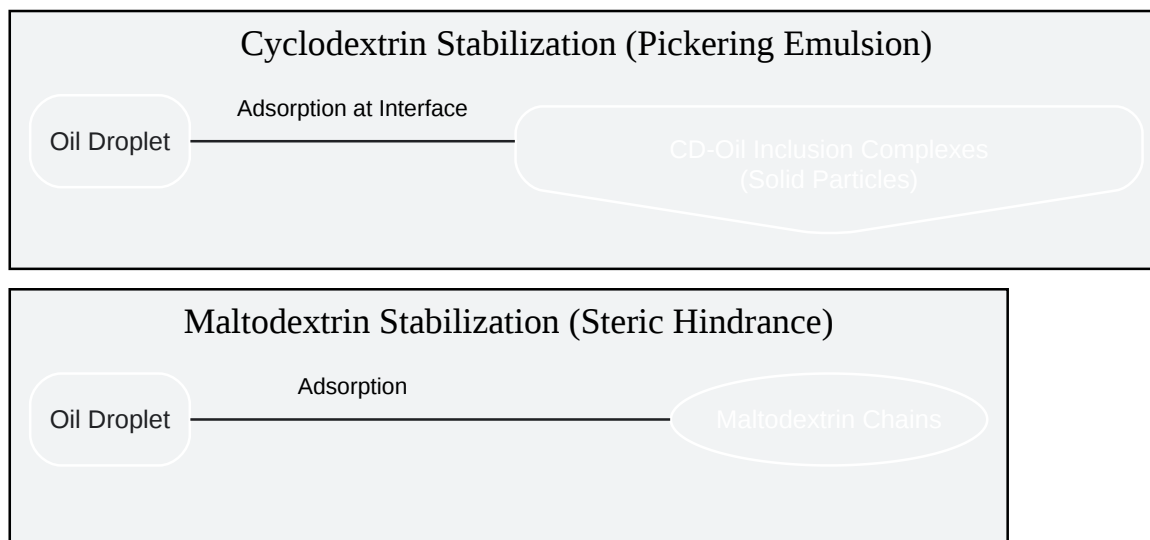 Cyclodextrin Stabilization (Pickering Emulsion)
Adsorption at Interface
Oil Droplet
CD-Oil Inclusion Complexes
(Solid Particles)
Maltodextrin Stabilization (Steric Hindrance)
Adsorption
Oil Droplet
Maltodextrin Chains